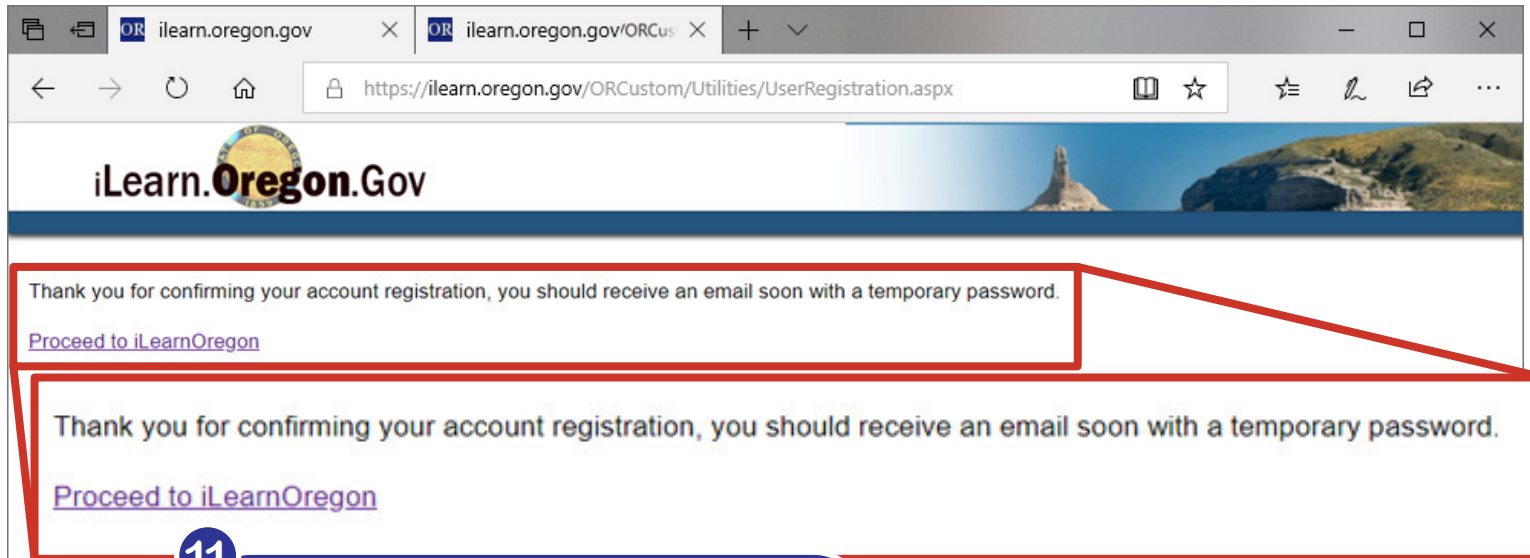 OR ilearn.oregon.gov OR ilearn.oregon.gov/ORCus
https://ilearn.oregon.gov/ORCustom/Utilities/UserRegistration.aspx
iLearn.Oregon.Gov
Thank you for confirming your account registration, you should receive an email soon with a temporary password.
Proceed to iLearnOregon
Thank you for confirming your account registration, you should receive an email soon with a temporary password.
Proceed to iLearnOregon
11